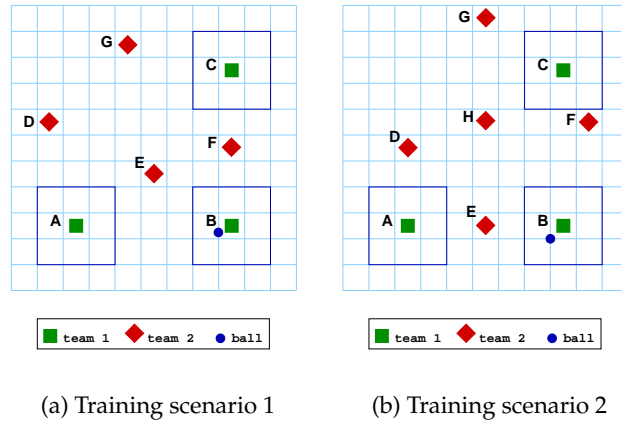 G
C
D
F
E
A
B
team 1 team 2 ball
(a) Training scenario 1
G
C
H
F
D
E
A
B
team 1 team 2 ball
(b) Training scenario 2